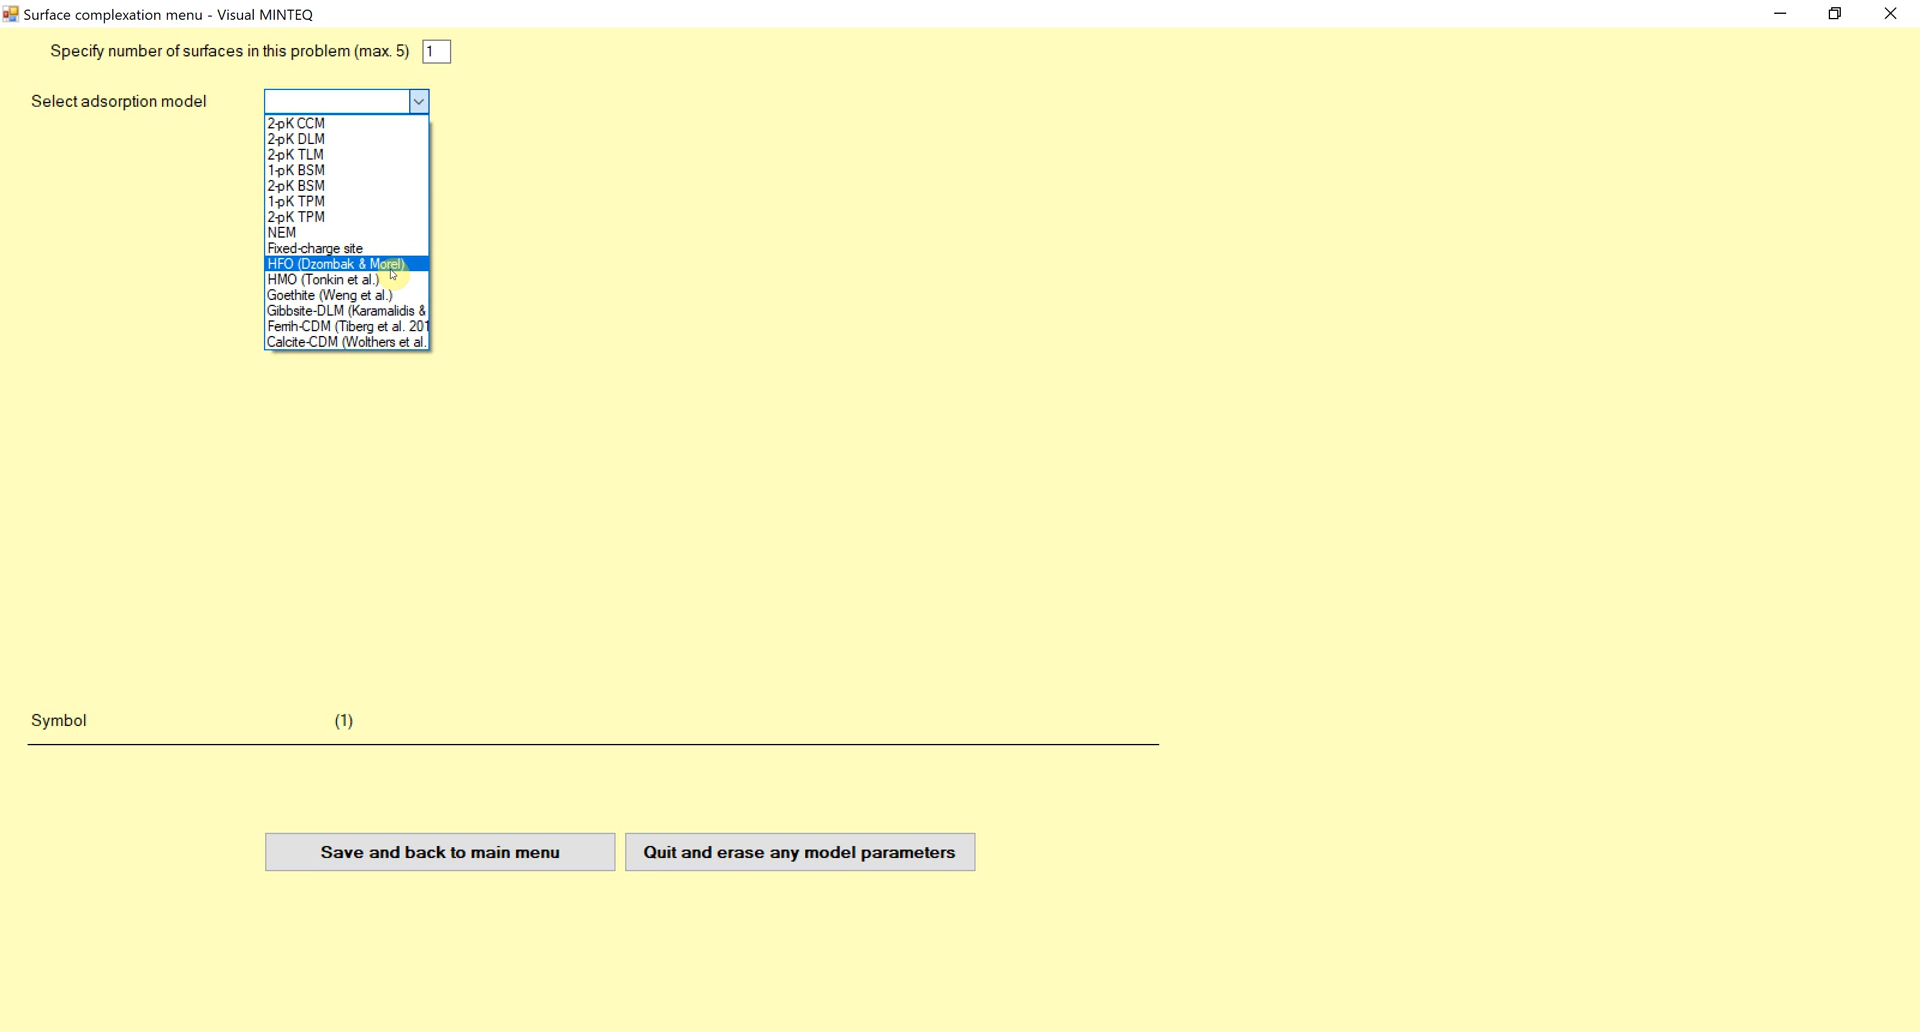 Surface complexation menu - Visual MINTEQ
Specify number of surfaces in this problem (max. 5) 1
Select adsorption model
2-pK CCM
2-pK DLM
2-pK TLM
1-pK BSM
2-pK BSM
1-pK TPM
2-pK TPM
NEM
Fixed-charge site
HFO (Dzombak & Morel)
HMO (Tonkin et al.)
Goethite (Weng et al.)
Gibbsite-DLM (Karamalidis &
Ferrih-CDM (Tiberg et al. 201
Calcite-CDM (Wolthers et al.
Symbol (1)
Save and back to main menu Quit and erase any model parameters